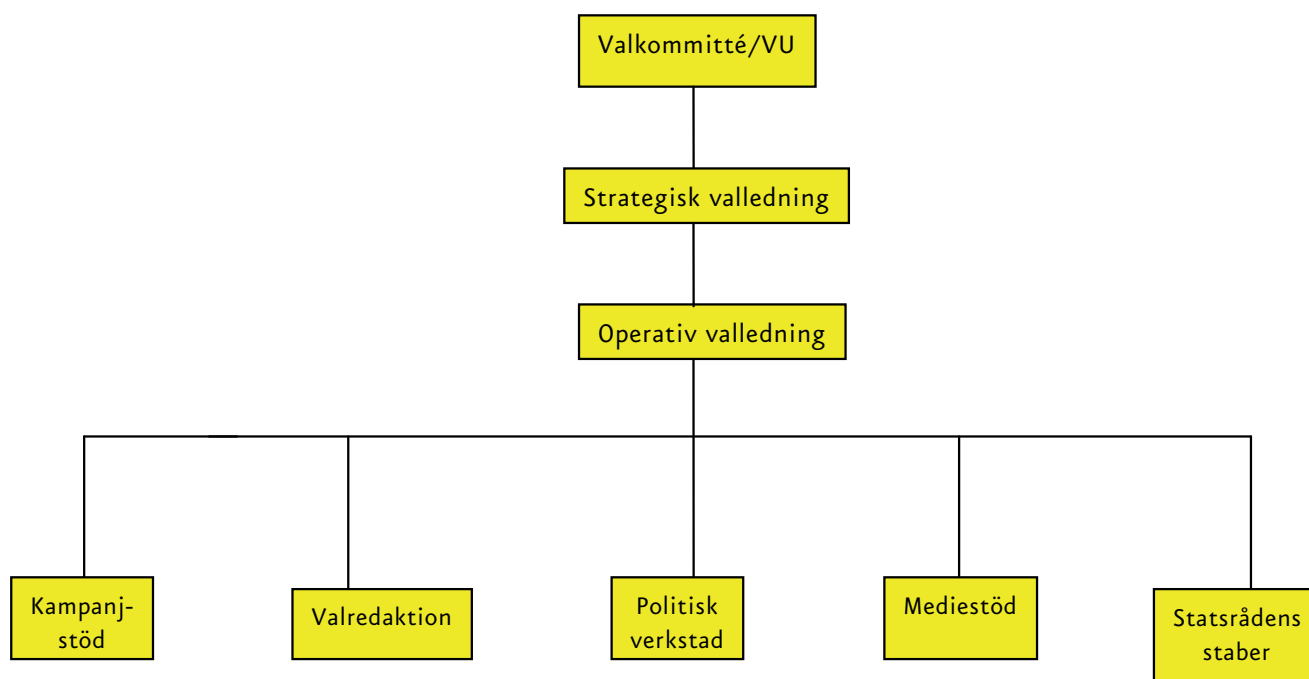 Valkommitté/VU
Strategisk valledning
Operativ valledning
Kampanj-
stöd
Valredaktion
Politisk
verkstad
Mediestöd
Statsrådens
staber